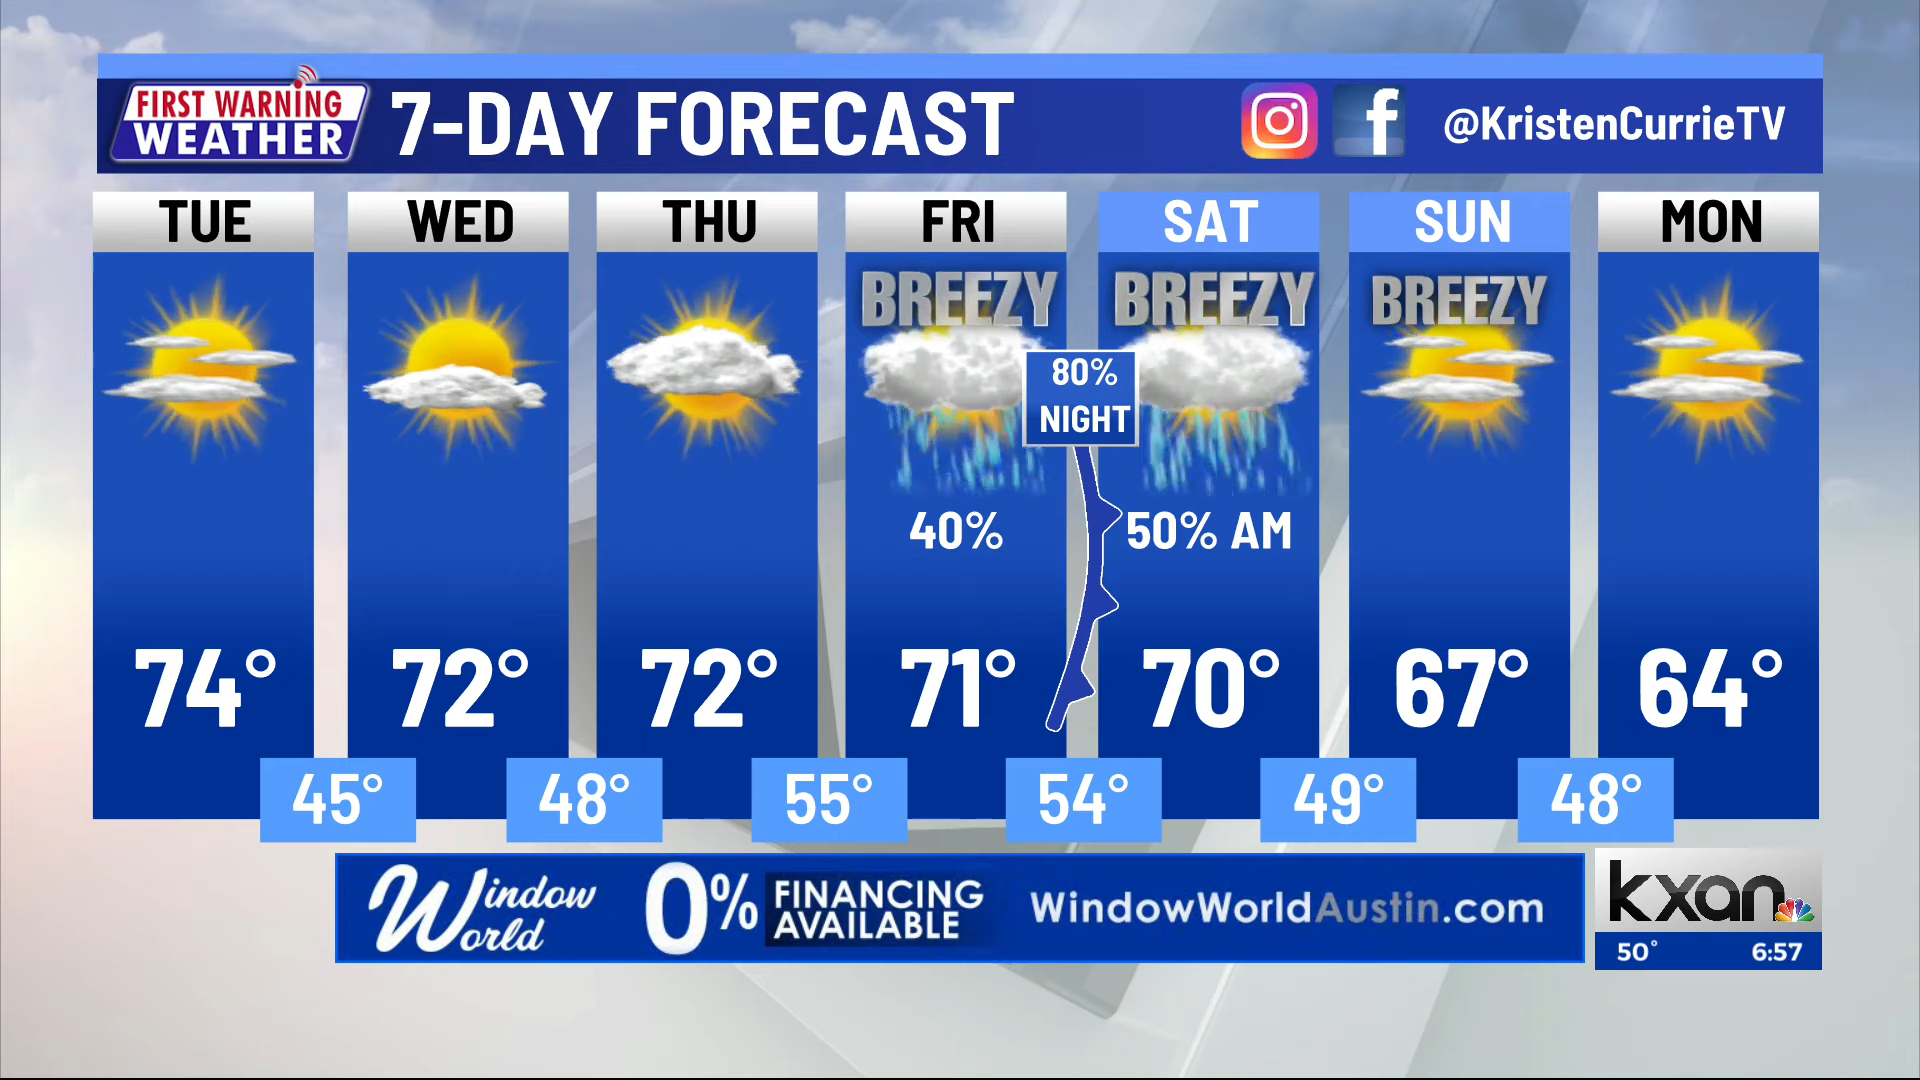 FIRST WARNING
WEATHER
7-DAY FORECAST
f
@KristenCurrieTV
TUE
WED
THU
FRI
SAT
SUN
MON
BREEZY
BREEZY
BREEZY
80%
NIGHT
40%
50% AM
74°
72°
72°
71°
70°
67°
64°
45°
48°
55°
54°
49°
48°
Window
World
0%
FINANCING
AVAILABLE
WindowWorldAustin.com
kxan
50°
6:57